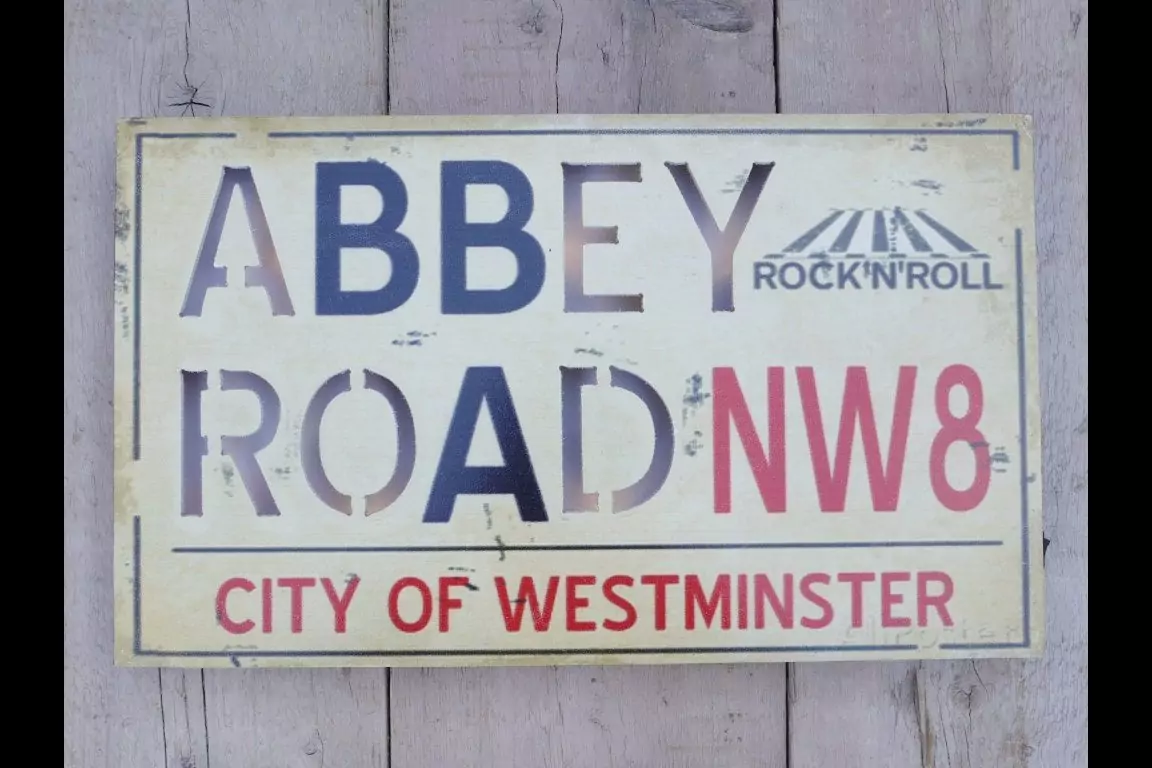 ABBEY
ROCK'N'ROLL
ROAD NW8
CITY OF WESTMINSTER